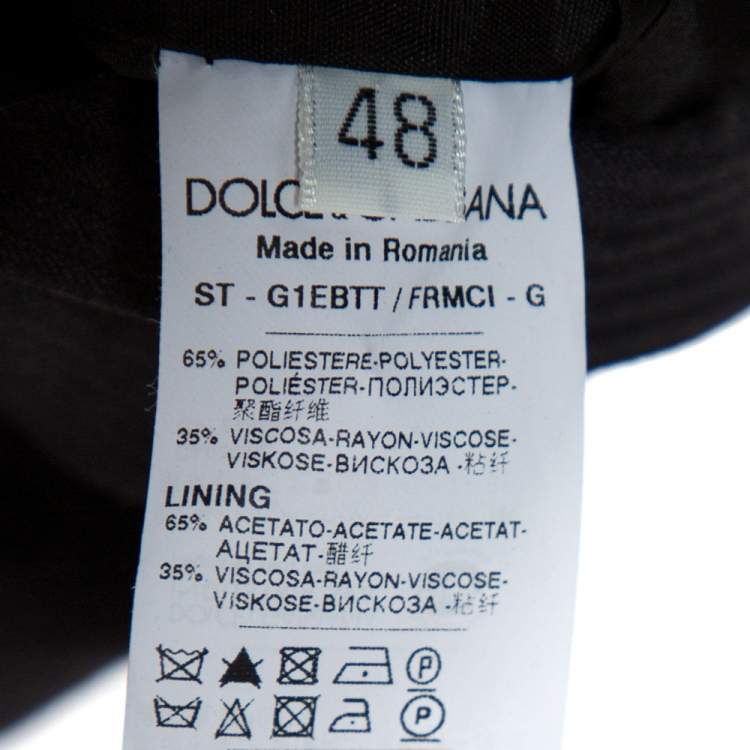 48
DOLCE & GABBANA
Made in Romania
ST - G1EBTT / FRMCI - G
65% POLIESTERE-POLYESTER-
POLIÉSTER-ПОЛИЭСТЕР-
聚酯纤维
35% VISCOSA-RAYON-VISCOSE-
VISKOSE-ВИСКОЗА -粘纤
LINING
65% ACETATO-ACETATE-ACETAT-
АЦЕТАТ-醋纤
35% VISCOSA-RAYON-VISCOSE-
VISKOSE-ВИСКОЗА -粘纤
P
P